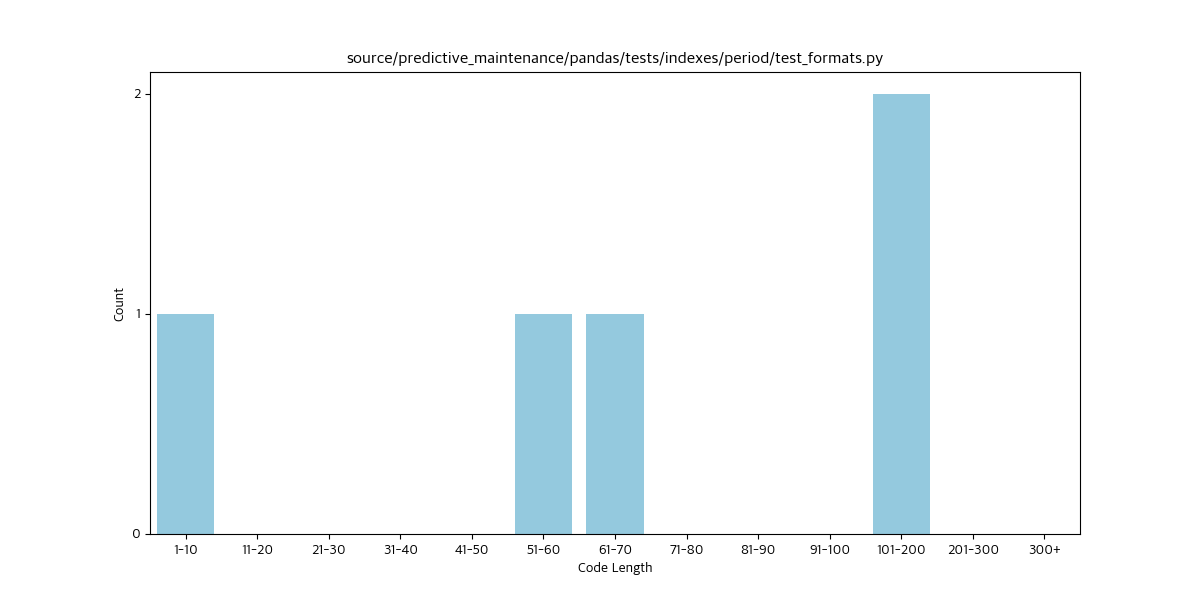 source/predictive_maintenance/pandas/tests/indexes/period/test_formats.py
2
1
0
Count
1-10 11-20 21-30 31-40 41-50 51-60 61-70 71-80 81-90 91-100 101-200 201-300 300+
Code Length